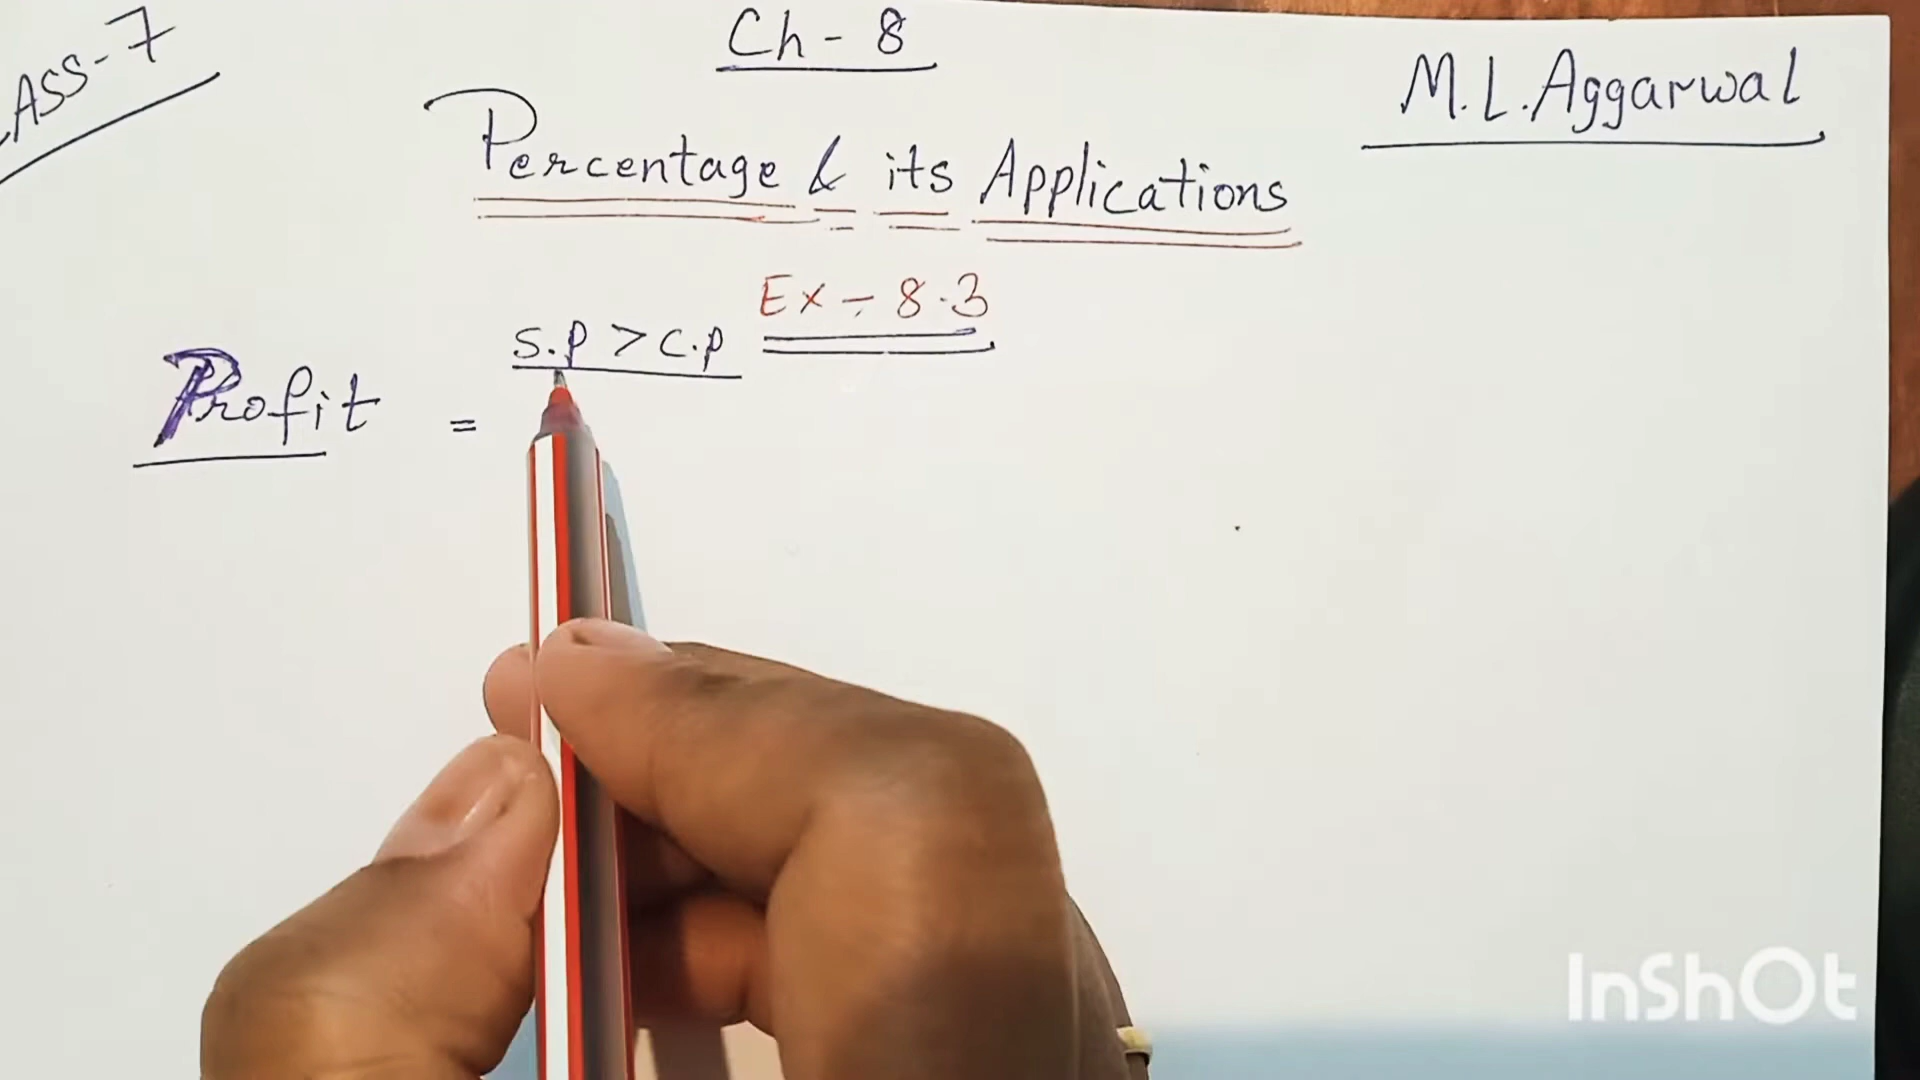 ASS-7
Ch - 8
M.L.Aggarwal
Percentage & its Applications
Ex - 8.3
S.P > C.P
Profit =
InShOt